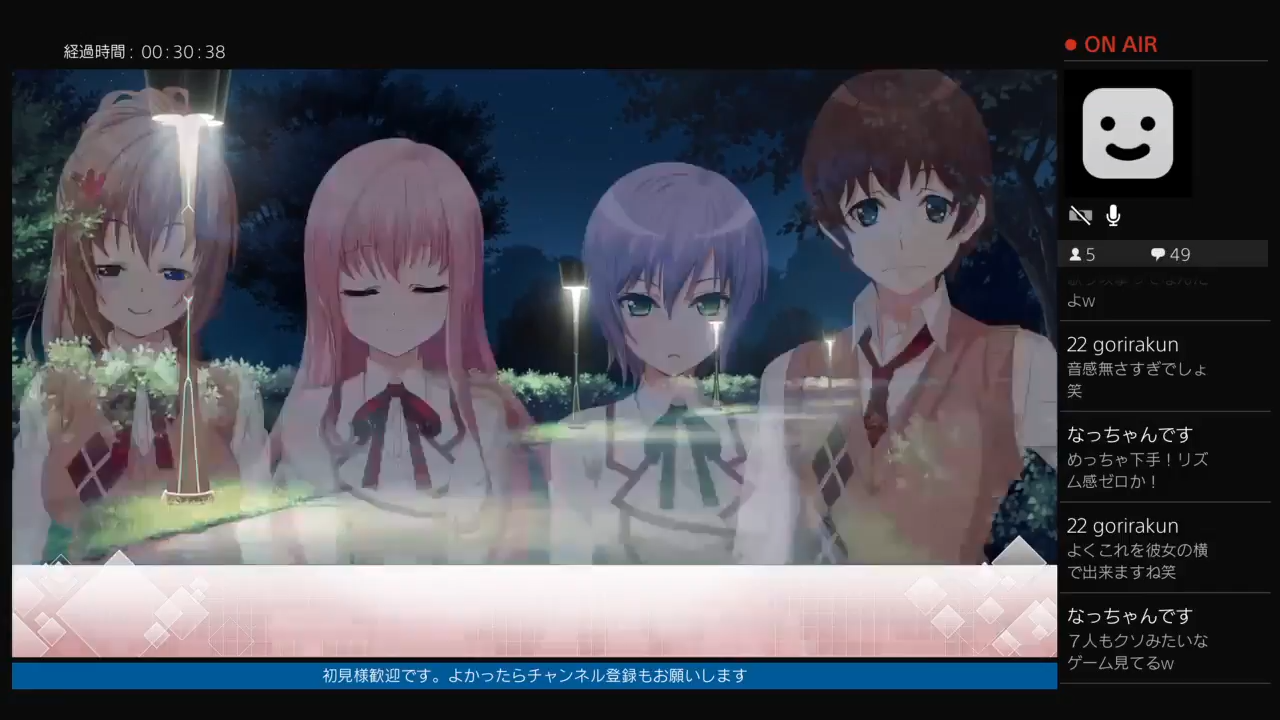 経過時間： 00:30:38
ON AIR
5
49
よw
22 gorirakun
音感無さすぎでしょ
笑
なっちゃんです
めっちゃ下手！リズ
ム感ゼロか！
22 gorirakun
よくこれを彼女の横
で出来ますね笑
なっちゃんです
７人もクソみたいな
ゲーム見てるw
初見様歓迎です。よかったらチャンネル登録もお願いします